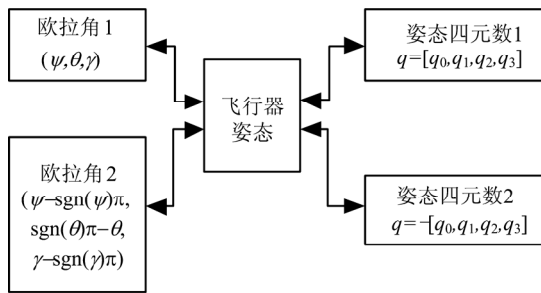 欧拉角1
(ψ,θ,γ)
欧拉角2
(ψ−sgn(ψ)π,
sgn(θ)π−θ,
γ−sgn(γ)π)
飞行器
姿态
姿态四元数1
q=[q₀,q₁,q₂,q₃]
姿态四元数2
q=−[q₀,q₁,q₂,q₃]